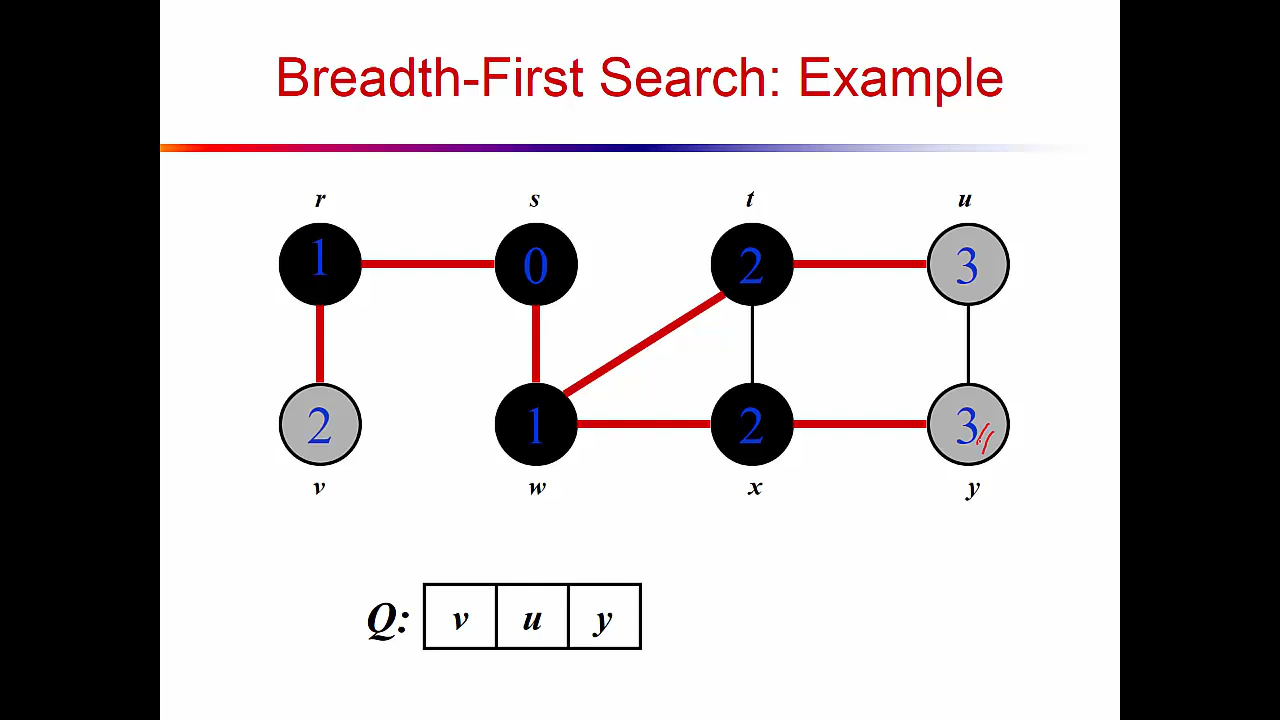 Breadth-First Search: Example
r s t u
1 0 2 3
2 1 2 3
v w x y
Q: v u y